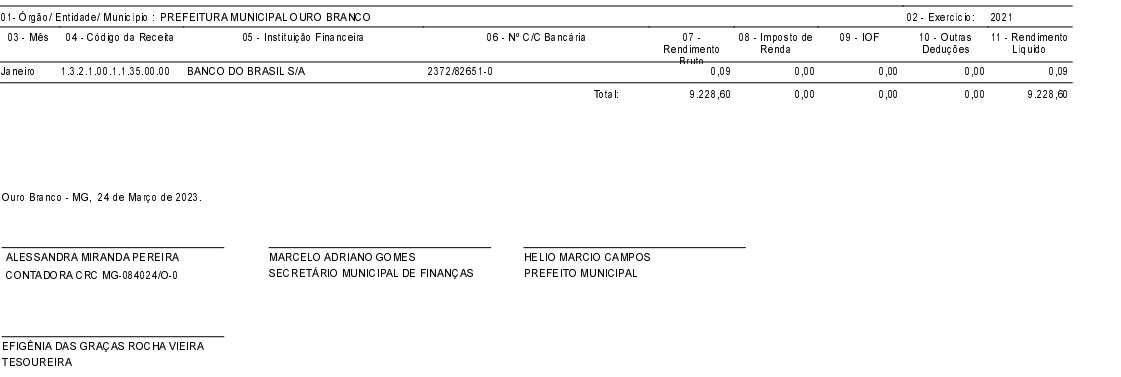 01- Órgão/ Entidade/ Município : PREFEITURA MUNICIPAL OURO BRANCO 02 - Exercício: 2021
03 - Mês 04 - Código da Receita 05 - Instituição Financeira 06 - Nº C/C Bancária 07 - Rendimento Bruto 08 - Imposto de Renda 09 - IOF 10 - Outras Deduções 11 - Rendimento Líquido
Janeiro 1.3.2.1.00.1.1.35.00.00 BANCO DO BRASIL S/A 2372/82651-0 0,09 0,00 0,00 0,00 0,09
Total: 9.228,60 0,00 0,00 0,00 9.228,60
Ouro Branco - MG, 24 de Março de 2023.
ALESSANDRA MIRANDA PEREIRA
CONTADORA CRC MG-084024/O-0
MARCELO ADRIANO GOMES
SECRETÁRIO MUNICIPAL DE FINANÇAS
HELIO MARCIO CAMPOS
PREFEITO MUNICIPAL
EFIGÊNIA DAS GRAÇAS ROCHA VIEIRA
TESOUREIRA